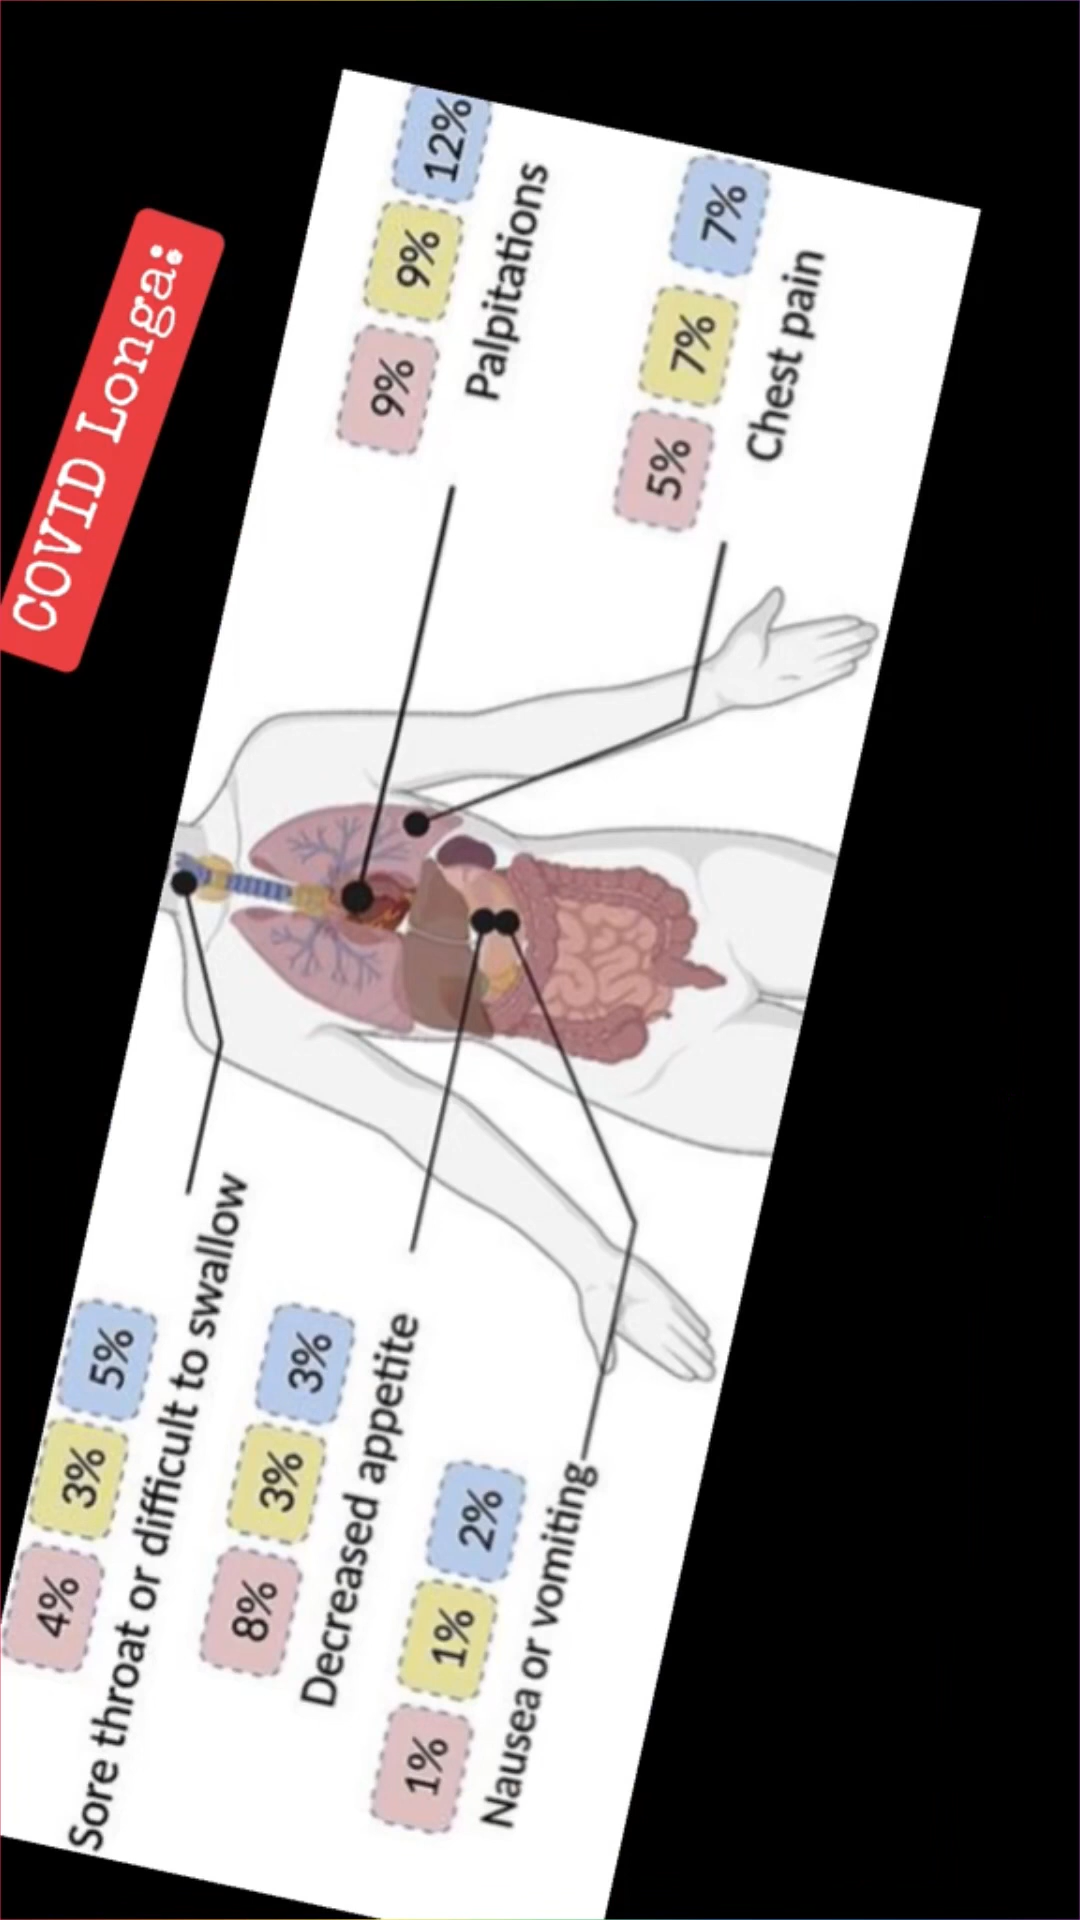 COVID Longa:
4% 3% 5%
Sore throat or difficult to swallow
8% 3% 3%
Decreased appetite
1% 1% 2%
Nausea or vomiting
9% 9% 12%
Palpitations
5% 7% 7%
Chest pain